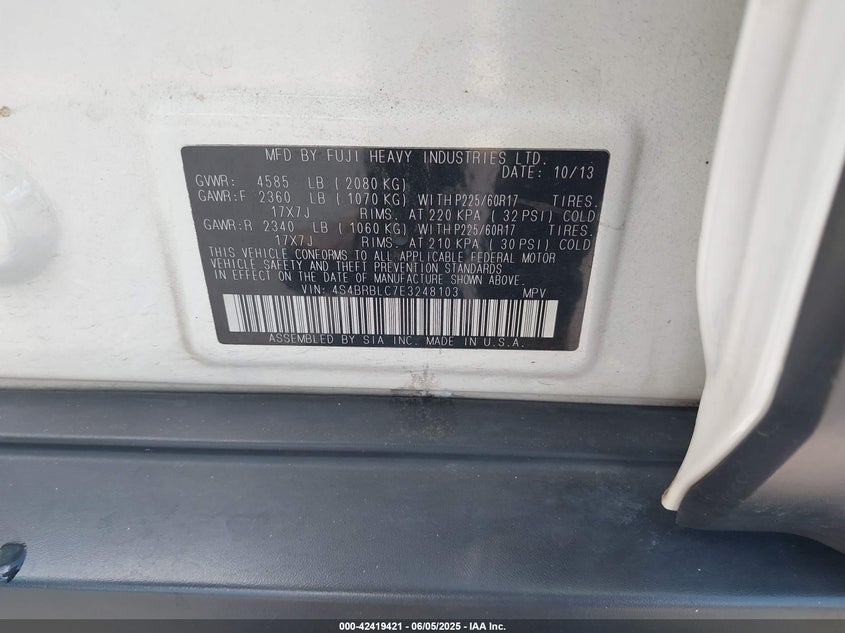 MFD BY FUJI HEAVY INDUSTRIES LTD.
DATE: 10/13
GVWR: 4585 LB ( 2080 KG)
GAWR:F 2360 LB ( 1070 KG) WITH P225/60R17 TIRES.
17X7J RIMS. AT 220 KPA ( 32 PSI) COLD
GAWR:R 2340 LB ( 1060 KG) WITH P225/60R17 TIRES.
17X7J RIMS. AT 210 KPA ( 30 PSI) COLD
THIS VEHICLE CONFORMS TO ALL APPLICABLE FEDERAL MOTOR
VEHICLE SAFETY AND THEFT PREVENTION STANDARDS
IN EFFECT ON THE DATE OF MANUFACTURE SHOWN ABOVE.
VIN: 4S4BRBLC7E3248103 MPV
ASSEMBLED BY SIA INC. MADE IN U.S.A.
000-42419421 - 06/05/2025 - IAA Inc.